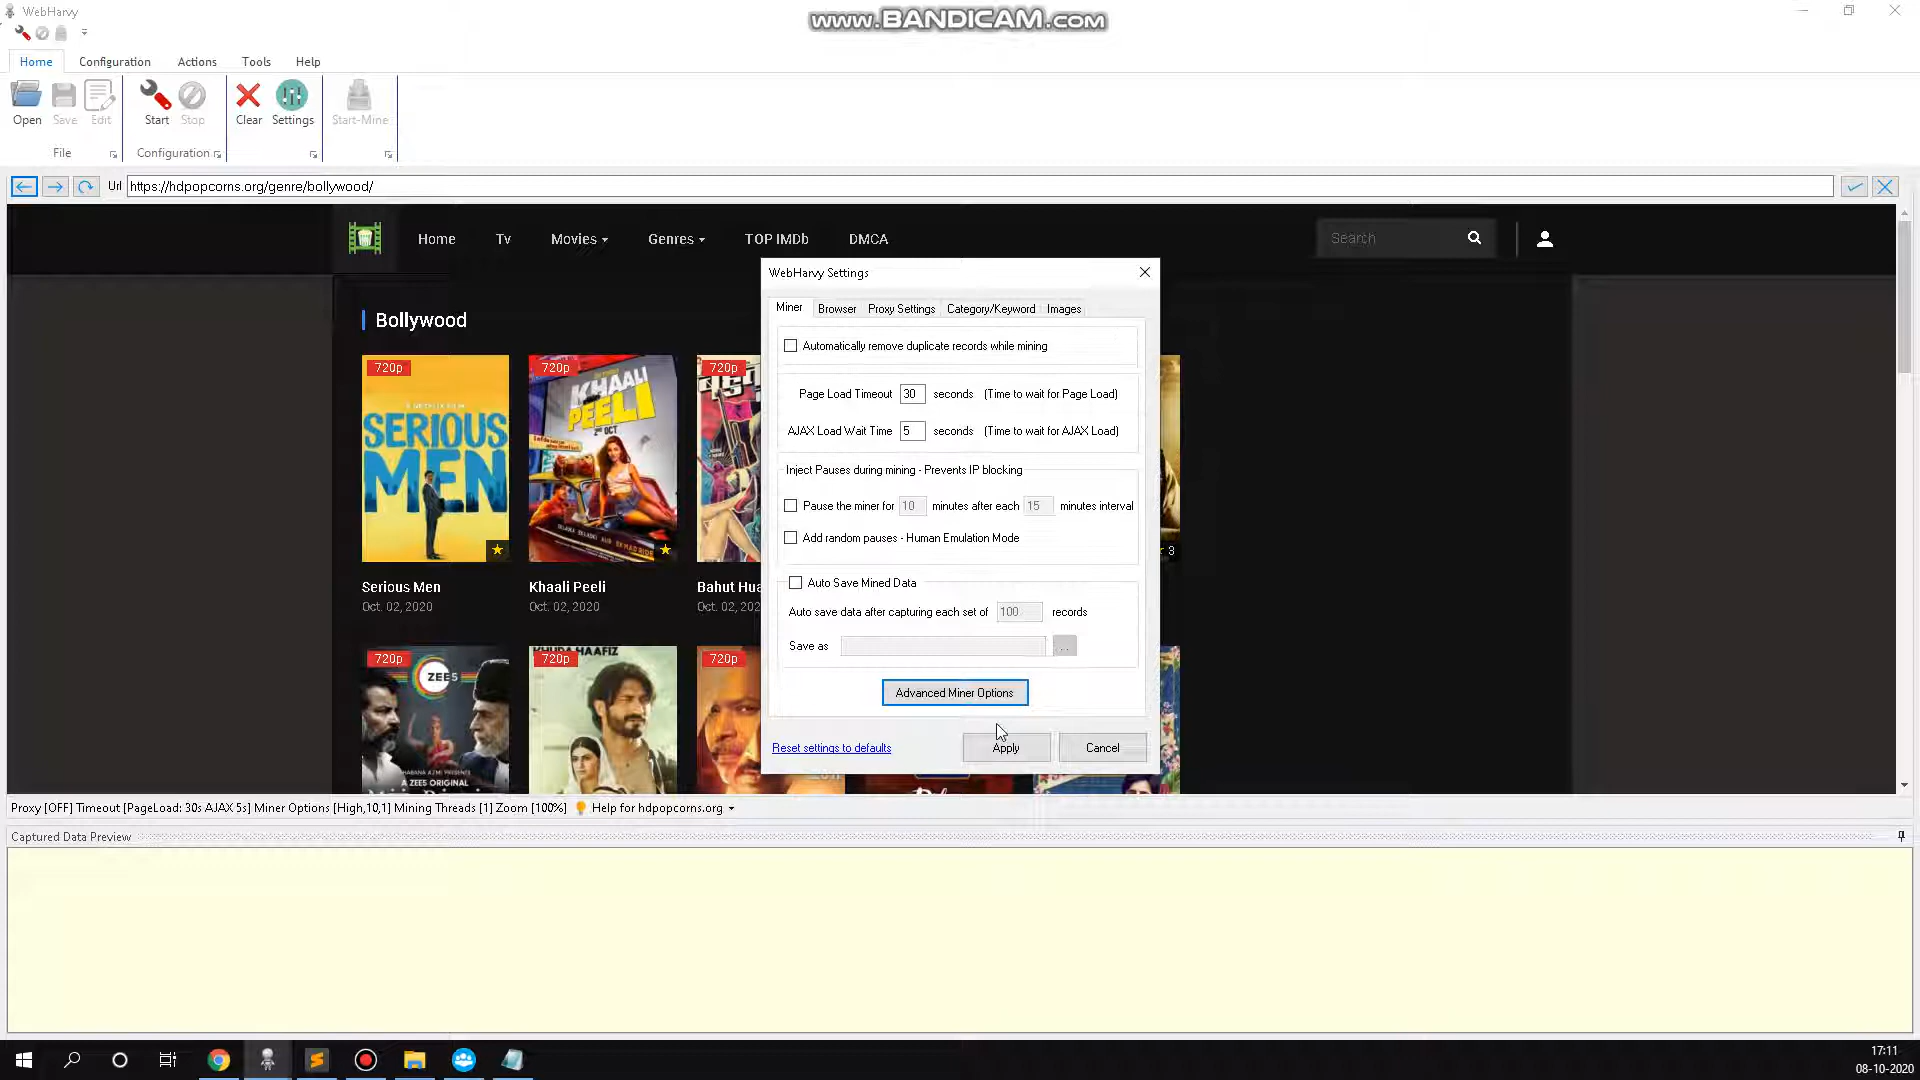 WebHarvy
www.BANDICAM.com
Home Configuration Actions Tools Help
Open Save Edit Start Stop Clear Settings Start-Mine
File Configuration
Url https://hdpopcorns.org/genre/bollywood/
Home Tv Movies Genres TOP IMDb DMCA Search
Bollywood
720p 720p 720p
SERIOUS MEN
KHAALI PEELI
2ND OCT
3
Serious Men Khaali Peeli Bahut Hua
Oct. 02, 2020 Oct. 02, 2020 Oct. 02, 202
720p 720p 720p
ZEE5
A ZEE5 ORIGINAL
WebHarvy Settings
Miner Browser Proxy Settings Category/Keyword Images
Automatically remove duplicate records while mining
Page Load Timeout 30 seconds (Time to wait for Page Load)
AJAX Load Wait Time 5 seconds (Time to wait for AJAX Load)
Inject Pauses during mining - Prevents IP blocking
Pause the miner for 10 minutes after each 15 minutes interval
Add random pauses - Human Emulation Mode
Auto Save Mined Data
Auto save data after capturing each set of 100 records
Save as ...
Advanced Miner Options
Reset settings to defaults Apply Cancel
Proxy [OFF] Timeout [PageLoad: 30s AJAX 5s] Miner Options [High,10,1] Mining Threads [1] Zoom [100%] Help for hdpopcorns.org
Captured Data Preview
17:11
08-10-2020